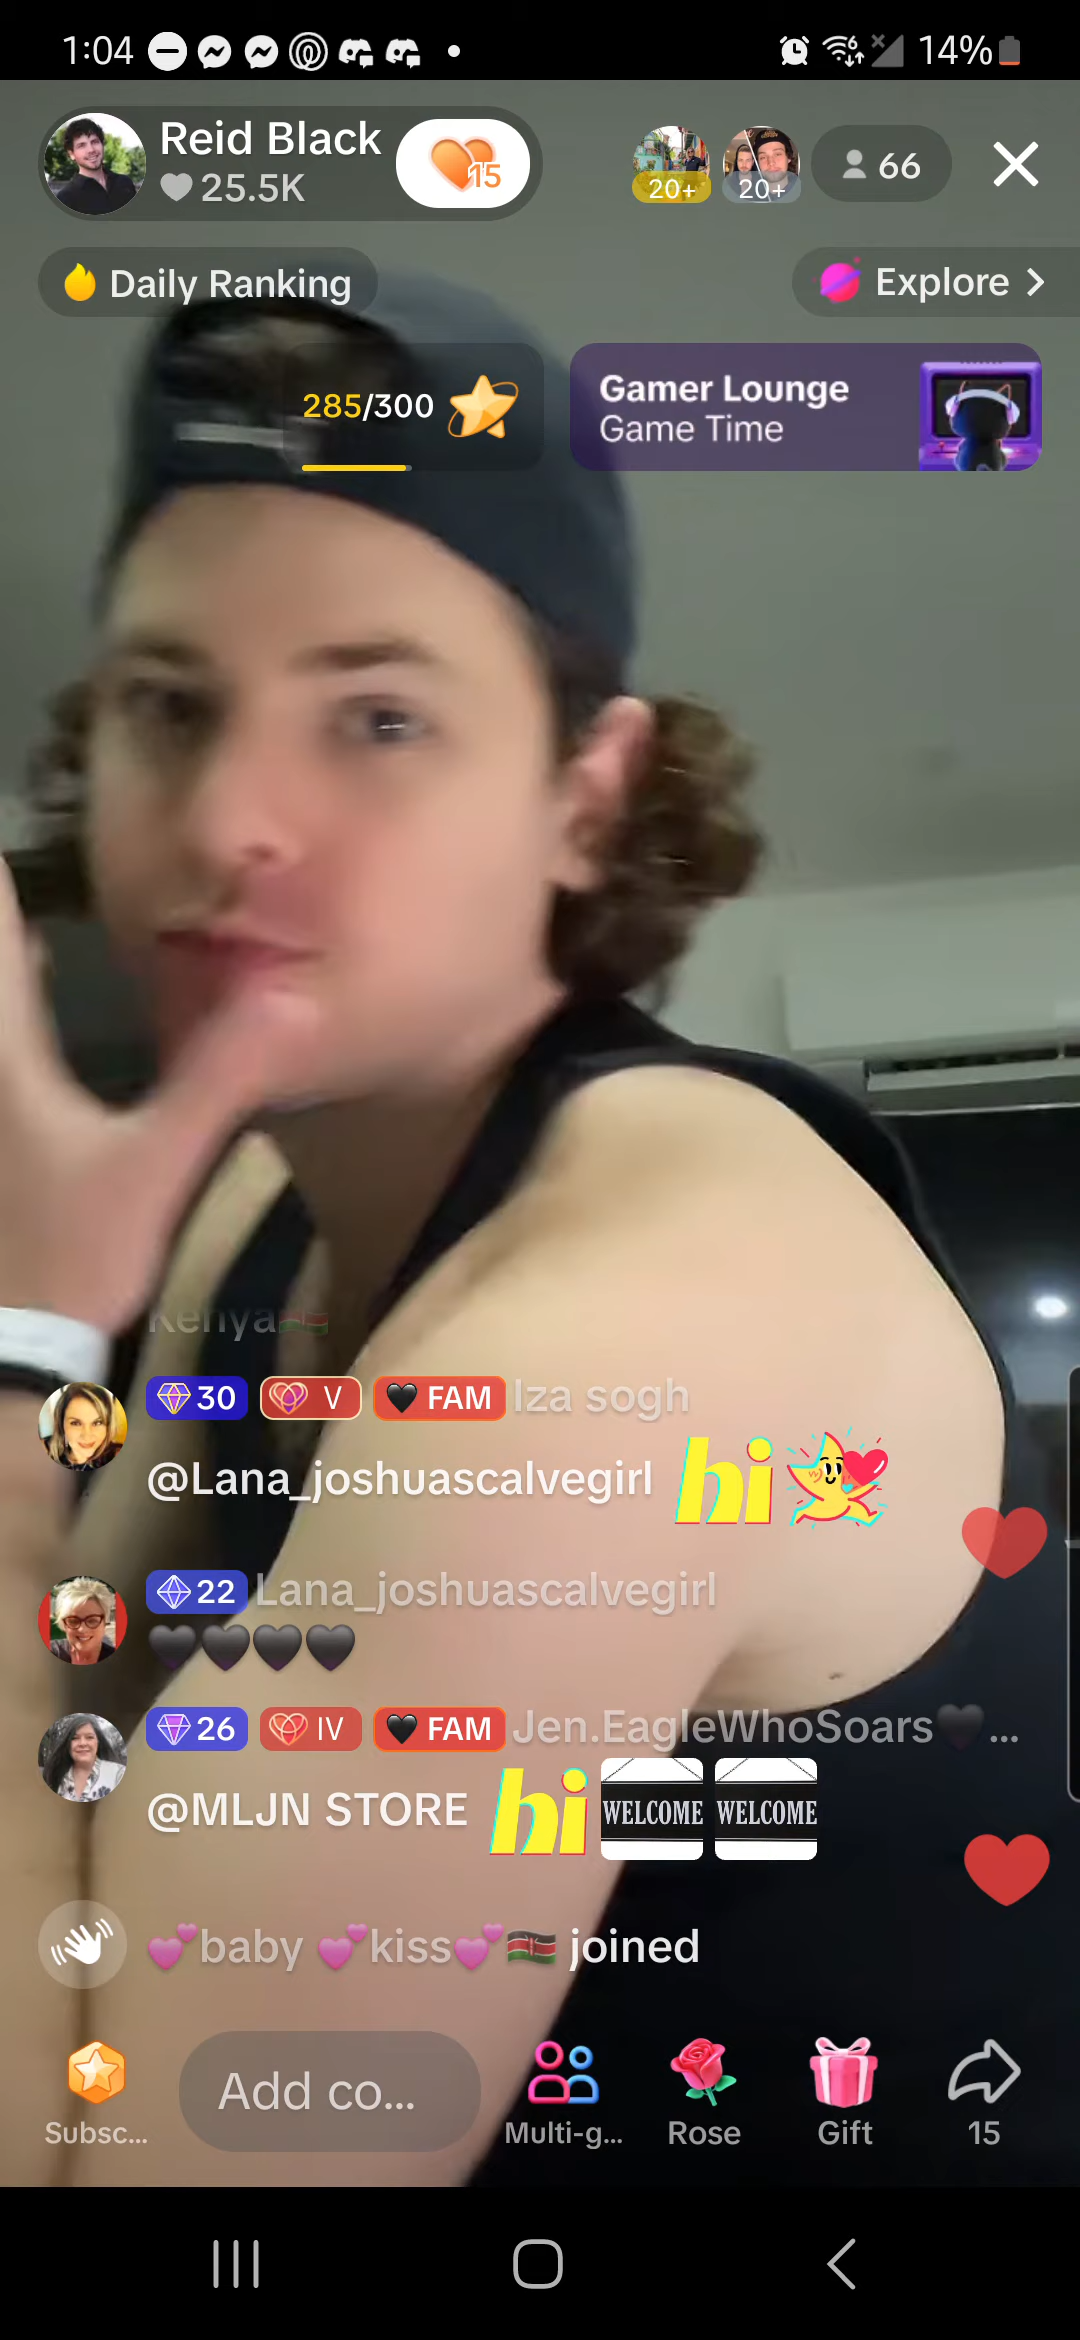 1:04 14%
Reid Black
25.5K
15
20+ 20+ 66
Daily Ranking
Explore
285/300
Gamer Lounge
Game Time
Kenya🇰🇪
30 V 🖤 FAM Iza sogh
@Lana_joshuascalvegirl hi
22 Lana_joshuascalvegirl
🖤🖤🖤🖤
26 IV 🖤 FAM Jen.EagleWhoSoars🖤...
@MLJN STORE hi WELCOME WELCOME
💕baby 💕kiss💕🇰🇪 joined
Add co...
Subsc... Multi-g... Rose Gift 15